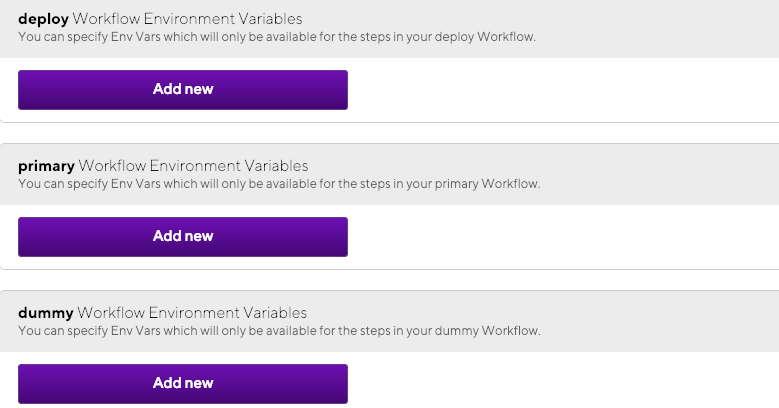 deploy Workflow Environment Variables
You can specify Env Vars which will only be available for the steps in your deploy Workflow.
Add new
primary Workflow Environment Variables
You can specify Env Vars which will only be available for the steps in your primary Workflow.
Add new
dummy Workflow Environment Variables
You can specify Env Vars which will only be available for the steps in your dummy Workflow.
Add new